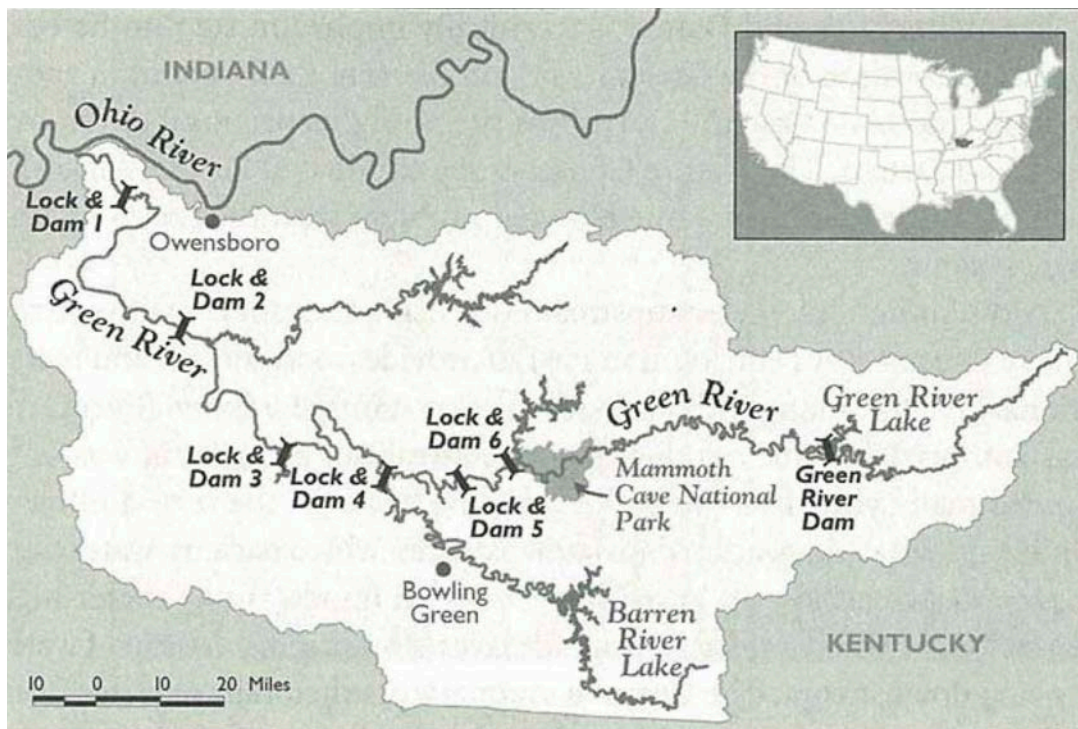 INDIANA
Ohio River
Lock &
Dam 1
Owensboro
Lock &
Dam 2
Green River
Green River
Green River
Lake
Lock &
Dam 6
Lock &
Dam 3
Lock &
Dam 4
Lock &
Dam 5
Mammoth
Cave National
Park
Green
River
Dam
Bowling
Green
Barren
River
Lake
KENTUCKY
10 0 10 20 Miles